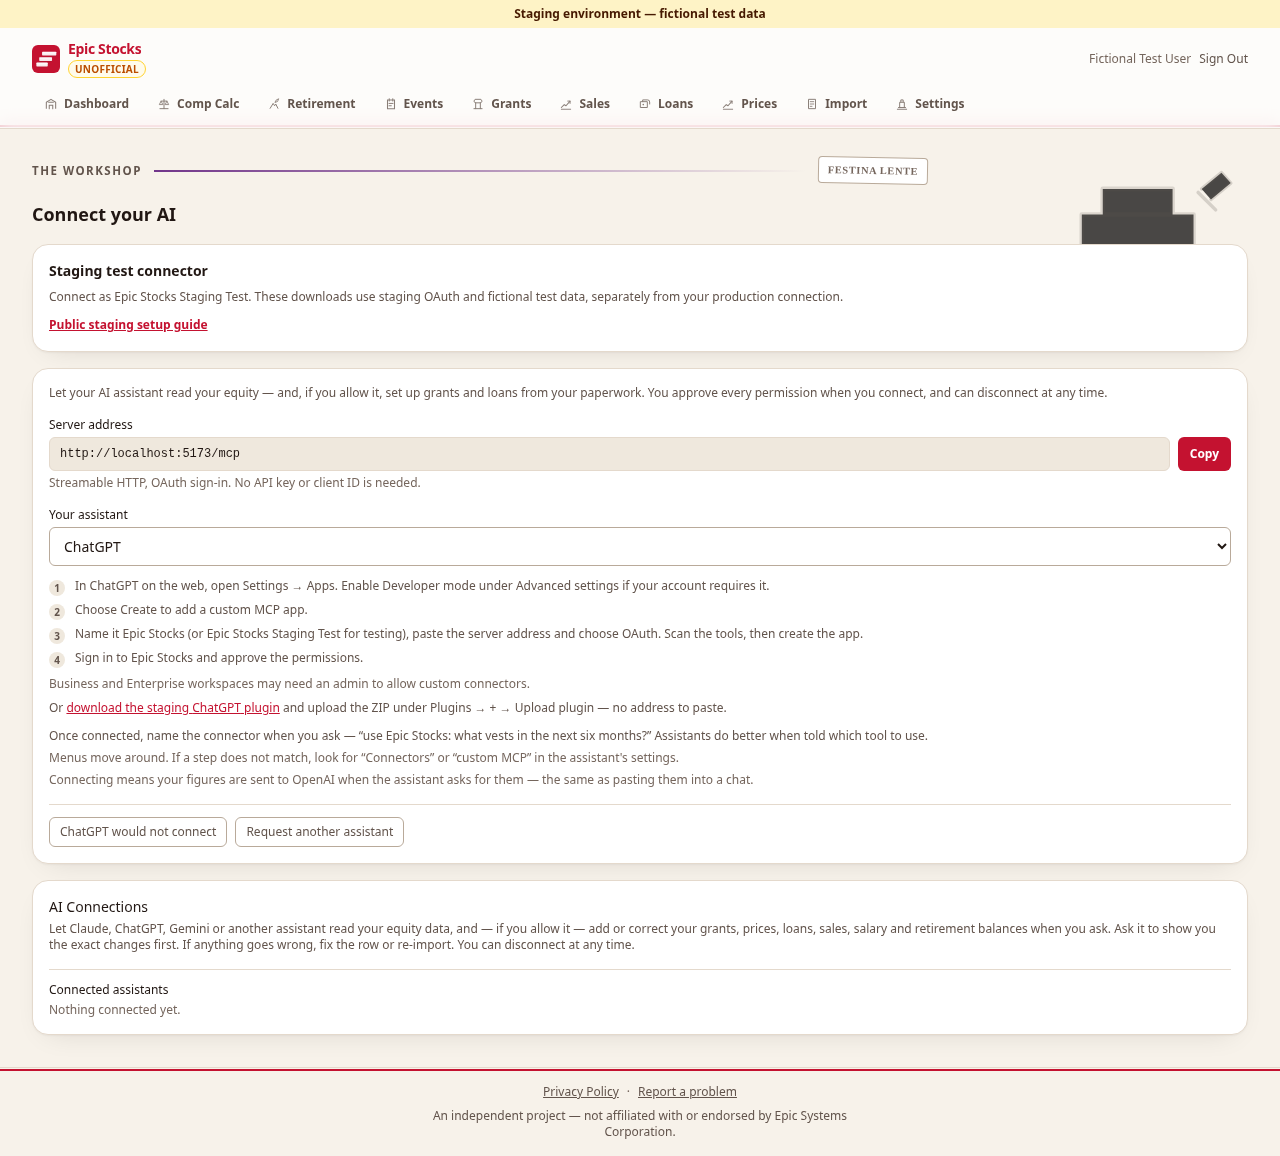 Staging environment — fictional test data
Epic Stocks
UNOFFICIAL
Fictional Test User Sign Out
Dashboard Comp Calc Retirement Events Grants Sales Loans Prices Import Settings
THE WORKSHOP
FESTINA LENTE
Connect your AI
Staging test connector
Connect as Epic Stocks Staging Test. These downloads use staging OAuth and fictional test data, separately from your production connection.
Public staging setup guide
Let your AI assistant read your equity — and, if you allow it, set up grants and loans from your paperwork. You approve every permission when you connect, and can disconnect at any time.
Server address
http://localhost:5173/mcp
Copy
Streamable HTTP, OAuth sign-in. No API key or client ID is needed.
Your assistant
ChatGPT
1 In ChatGPT on the web, open Settings → Apps. Enable Developer mode under Advanced settings if your account requires it.
2 Choose Create to add a custom MCP app.
3 Name it Epic Stocks (or Epic Stocks Staging Test for testing), paste the server address and choose OAuth. Scan the tools, then create the app.
4 Sign in to Epic Stocks and approve the permissions.
Business and Enterprise workspaces may need an admin to allow custom connectors.
Or download the staging ChatGPT plugin and upload the ZIP under Plugins → + → Upload plugin — no address to paste.
Once connected, name the connector when you ask — “use Epic Stocks: what vests in the next six months?” Assistants do better when told which tool to use.
Menus move around. If a step does not match, look for “Connectors” or “custom MCP” in the assistant's settings.
Connecting means your figures are sent to OpenAI when the assistant asks for them — the same as pasting them into a chat.
ChatGPT would not connect Request another assistant
AI Connections
Let Claude, ChatGPT, Gemini or another assistant read your equity data, and — if you allow it — add or correct your grants, prices, loans, sales, salary and retirement balances when you ask. Ask it to show you
the exact changes first. If anything goes wrong, fix the row or re-import. You can disconnect at any time.
Connected assistants
Nothing connected yet.
Privacy Policy · Report a problem
An independent project — not affiliated with or endorsed by Epic Systems
Corporation.